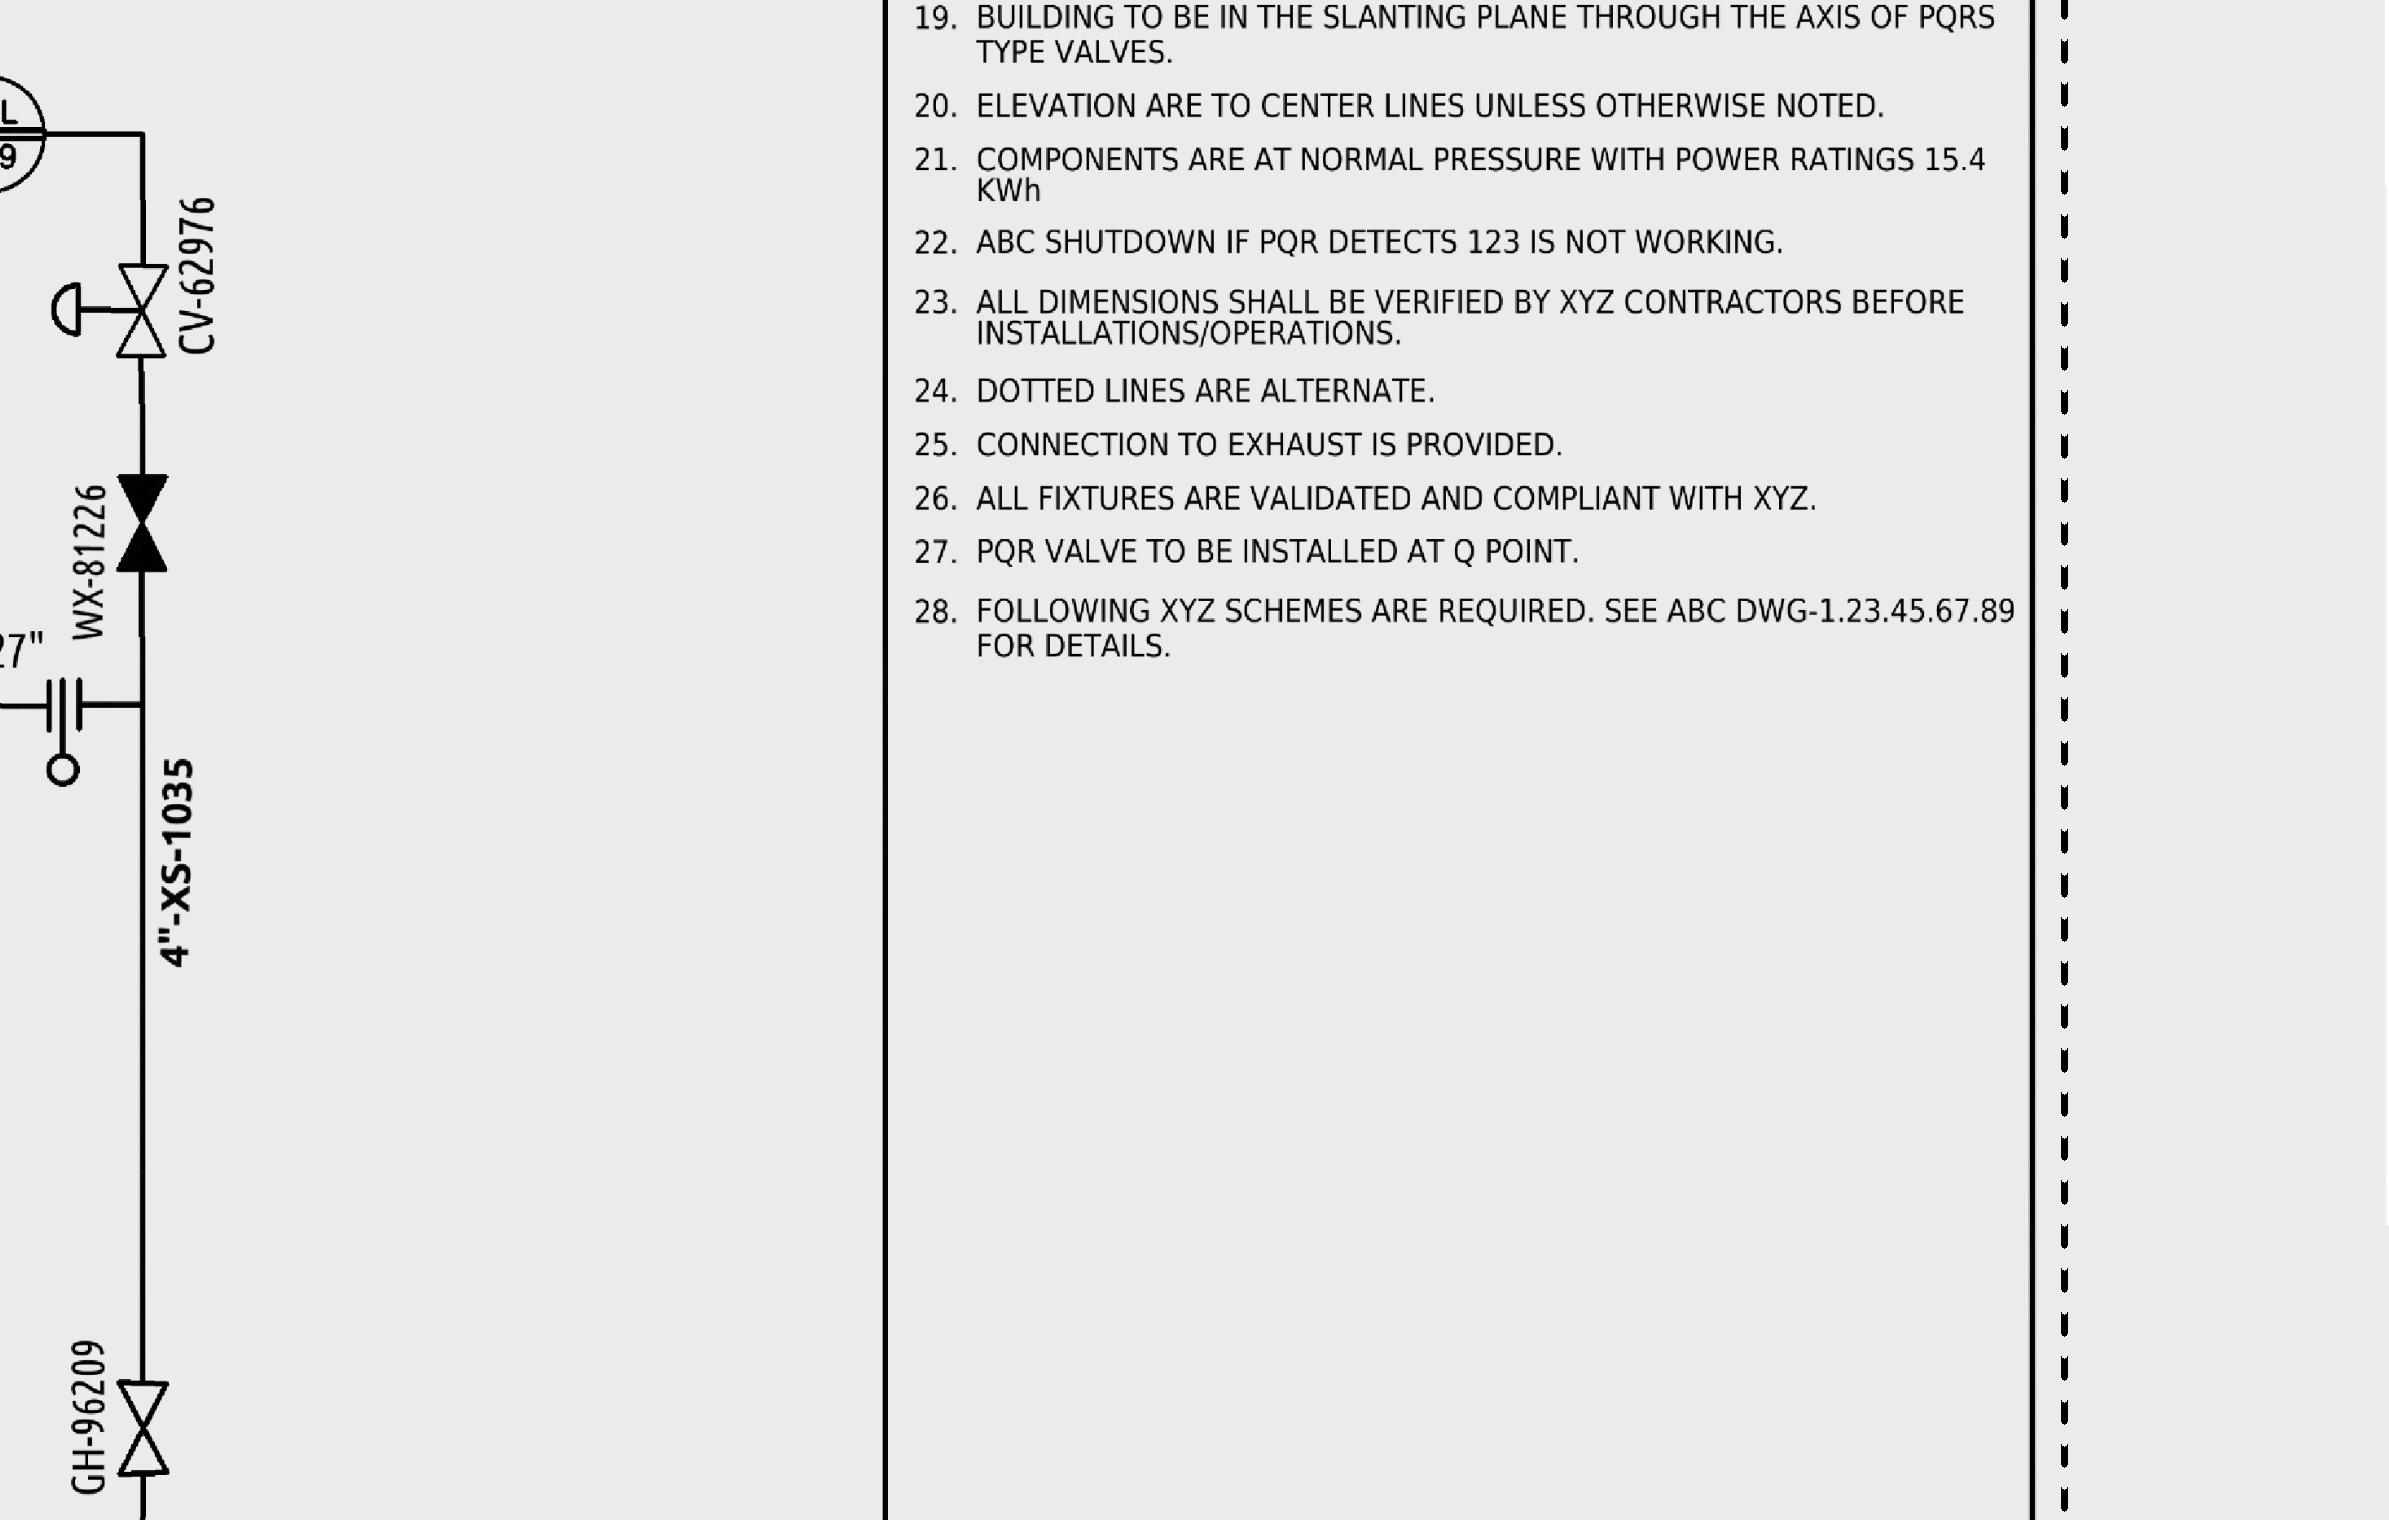 L
9
CV-62976
WX-81226
27"
4"-XS-1035
GH-96209
19. BUILDING TO BE IN THE SLANTING PLANE THROUGH THE AXIS OF PQRS
TYPE VALVES.
20. ELEVATION ARE TO CENTER LINES UNLESS OTHERWISE NOTED.
21. COMPONENTS ARE AT NORMAL PRESSURE WITH POWER RATINGS 15.4
KWh
22. ABC SHUTDOWN IF PQR DETECTS 123 IS NOT WORKING.
23. ALL DIMENSIONS SHALL BE VERIFIED BY XYZ CONTRACTORS BEFORE
INSTALLATIONS/OPERATIONS.
24. DOTTED LINES ARE ALTERNATE.
25. CONNECTION TO EXHAUST IS PROVIDED.
26. ALL FIXTURES ARE VALIDATED AND COMPLIANT WITH XYZ.
27. PQR VALVE TO BE INSTALLED AT Q POINT.
28. FOLLOWING XYZ SCHEMES ARE REQUIRED. SEE ABC DWG-1.23.45.67.89
FOR DETAILS.